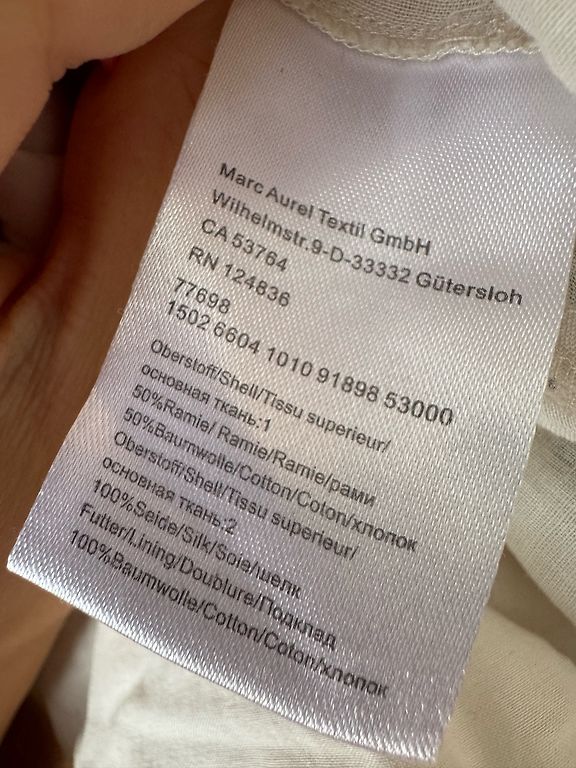 Marc Aurel Textil GmbH
Wilhelmstr.9-D-33332 Gütersloh
CA 53764
RN 124836
77698
1502 6604 1010 91898 53000
Oberstoff/Shell/Tissu superieur/
основная ткань:1
50%Ramie/ Ramie/Ramie/рами
50%Baumwolle/Cotton/Coton/хлопок
Oberstoff/Shell/Tissu superieur/
основная ткань:2
100%Seide/Silk/Soie/шелк
Futter/Lining/Doublure/Подклад
100%Baumwolle/Cotton/Coton/хлопок